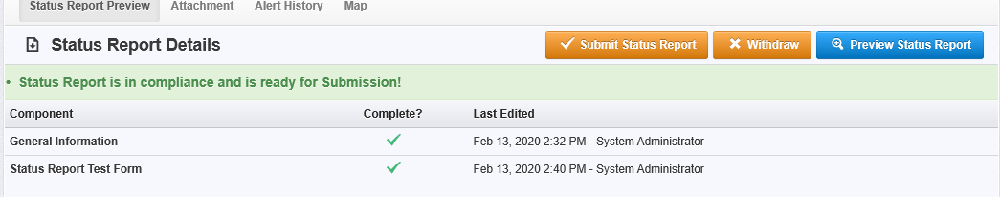 Status Report Preview Attachment Alert History Map
Status Report Details Submit Status Report Withdraw Preview Status Report
• Status Report is in compliance and is ready for Submission!
Component Complete? Last Edited
General Information Feb 13, 2020 2:32 PM - System Administrator
Status Report Test Form Feb 13, 2020 2:40 PM - System Administrator